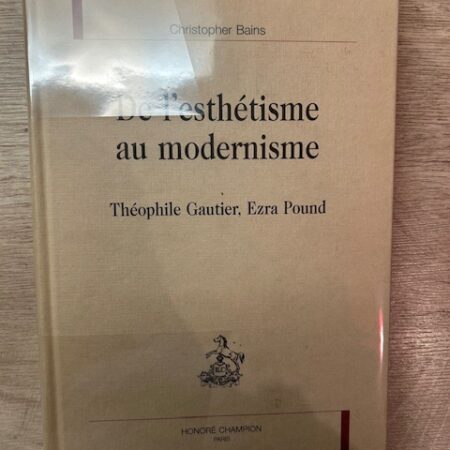 Christopher Bains
De l'esthétisme
au modernisme
Théophile Gautier, Ezra Pound
HONORÉ CHAMPION
PARIS